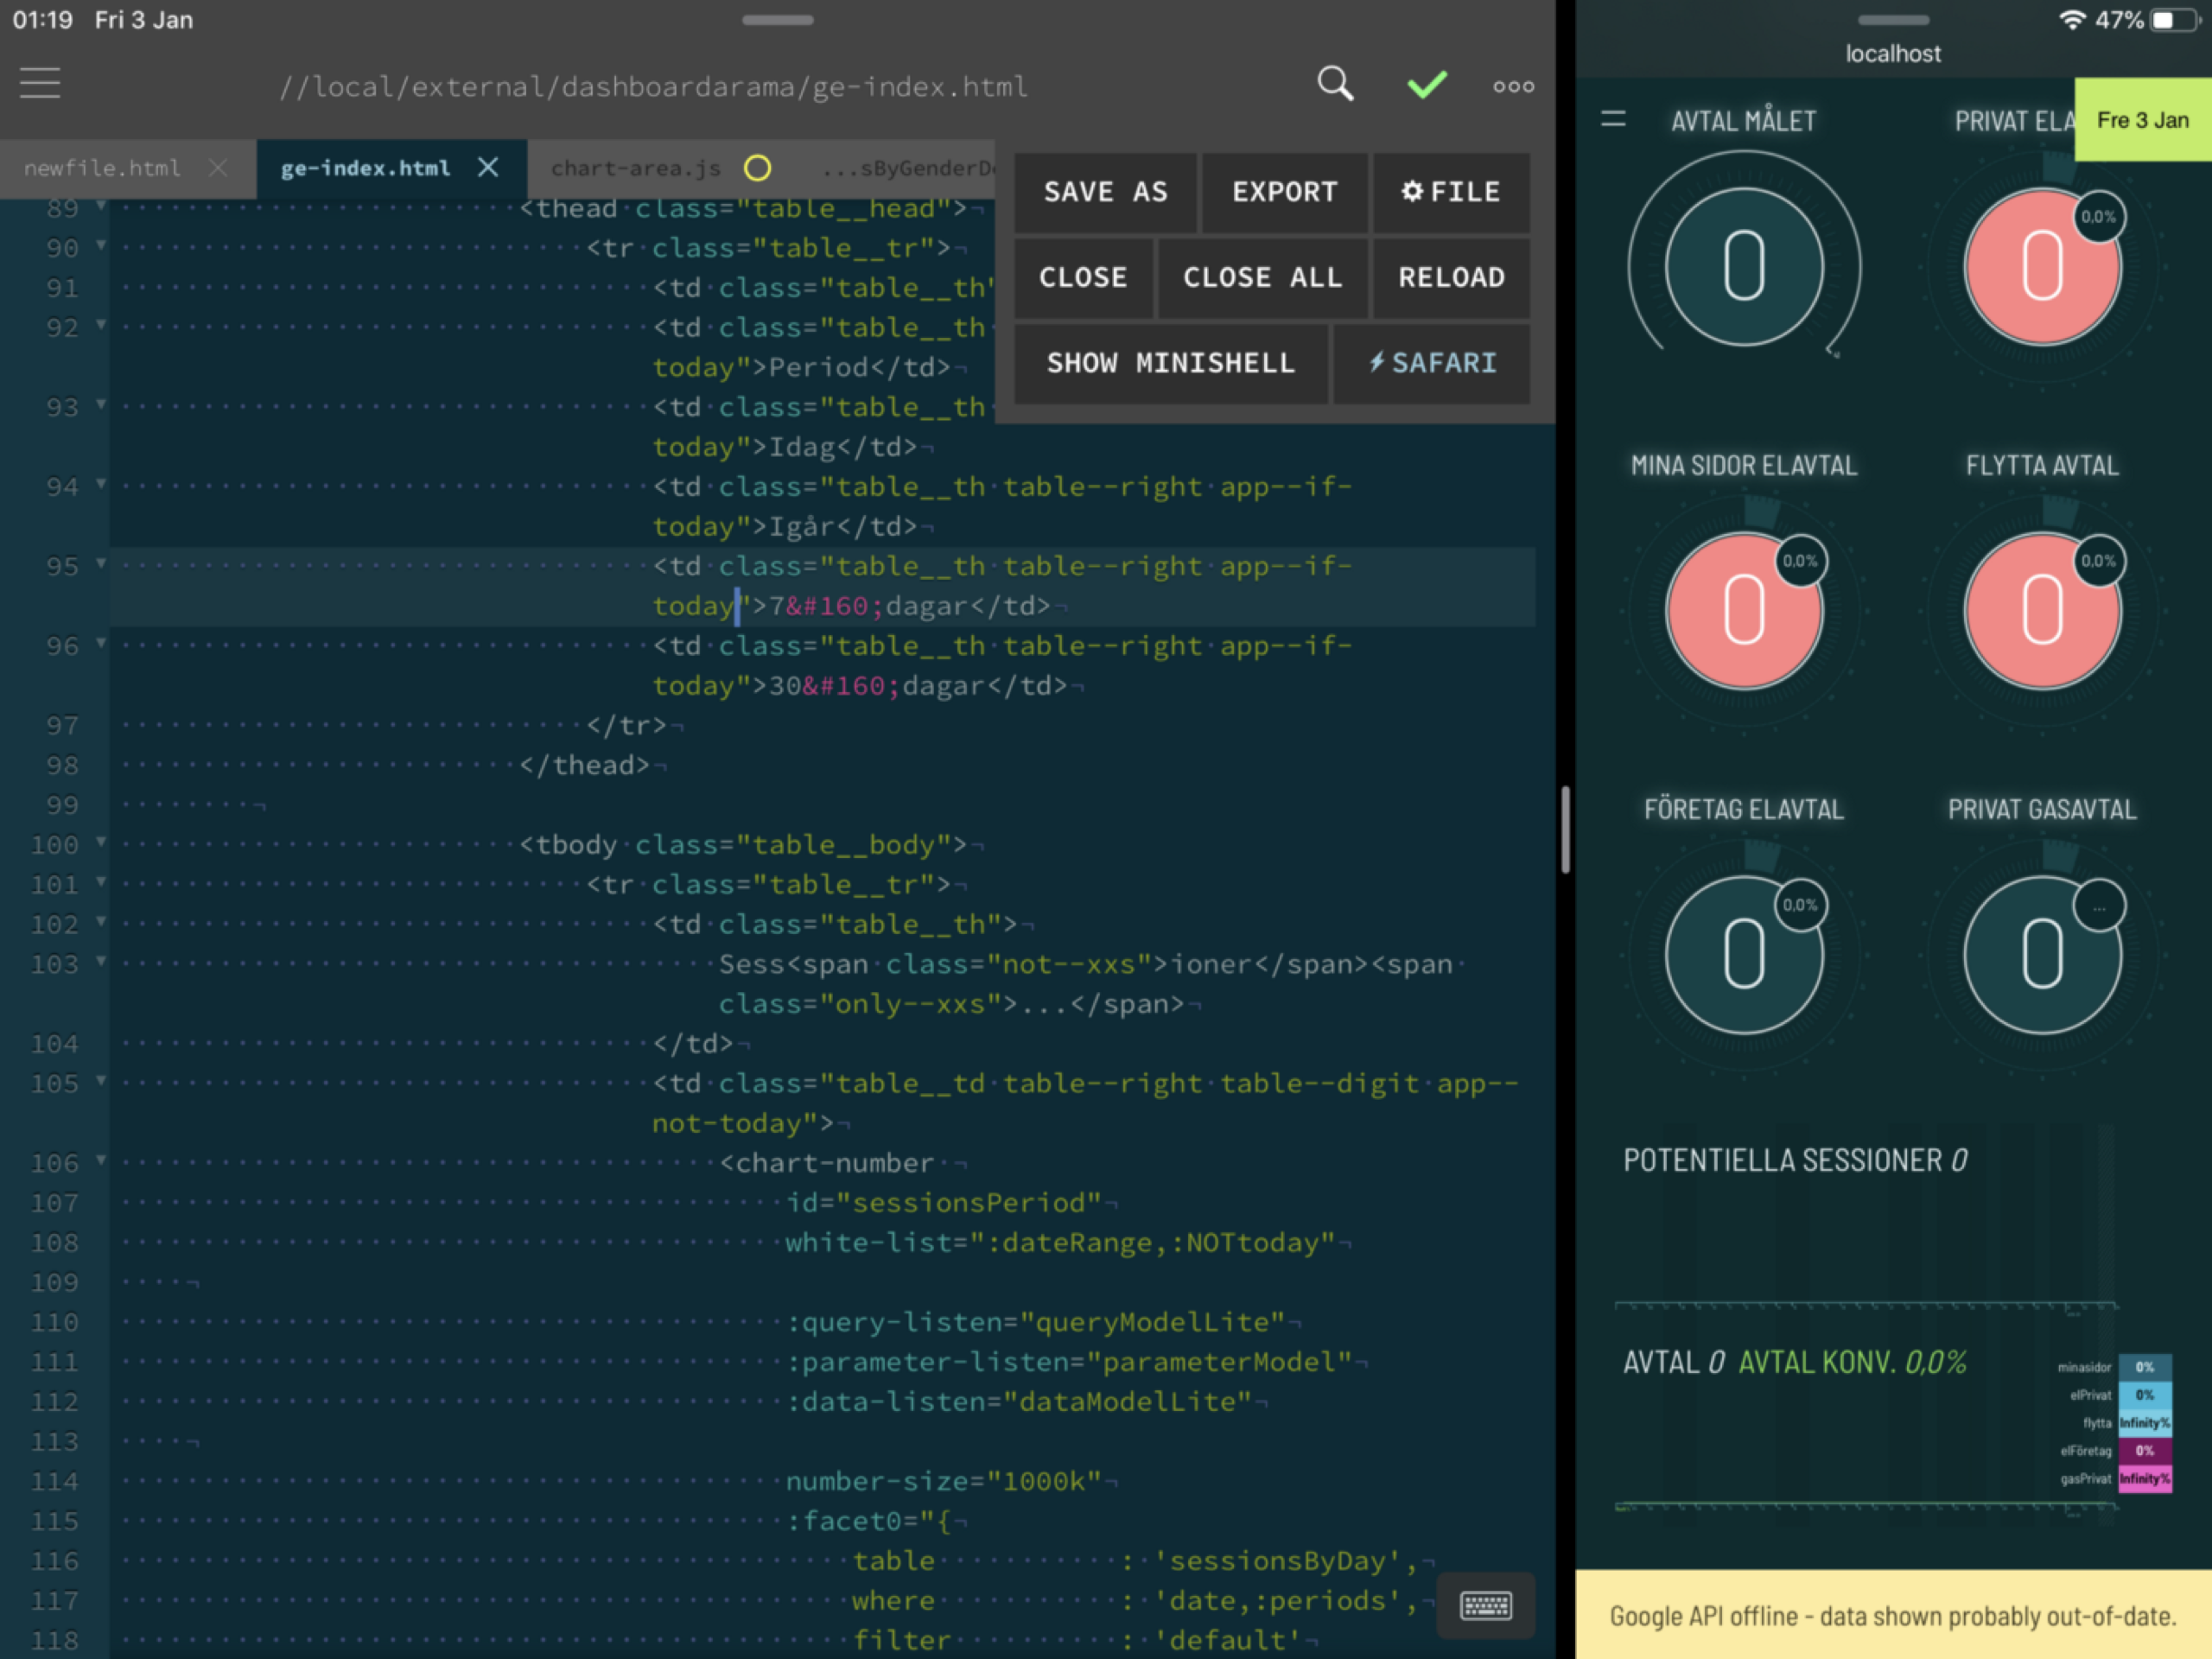 01:19 Fri 3 Jan
//local/external/dashboardarama/ge-index.html
newfile.html
ge-index.html
chart-area.js
...sByGenderD
SAVE AS EXPORT FILE
CLOSE CLOSE ALL RELOAD
SHOW MINISHELL SAFARI
89 <thead class="table__head">
90 <tr class="table__tr">
91 <td class="table__th"
92 <td class="table__th
today">Period</td>
93 <td class="table__th
today">Idag</td>
94 <td class="table__th table--right app--if-
today">Igår</td>
95 <td class="table__th table--right app--if-
today">7&#160;dagar</td>
96 <td class="table__th table--right app--if-
today">30&#160;dagar</td>
97 </tr>
98 </thead>
99
100 <tbody class="table__body">
101 <tr class="table__tr">
102 <td class="table__th">
103 Sess<span class="not--xxs">ioner</span><span
class="only--xxs">...</span>
104 </td>
105 <td class="table__td table--right table--digit app--
not-today">
106 <chart-number
107 id="sessionsPeriod"
108 white-list=":dateRange,:NOTtoday"
109
110 :query-listen="queryModelLite"
111 :parameter-listen="parameterModel"
112 :data-listen="dataModelLite"
113
114 number-size="1000k"
115 :facet0="{
116 table : 'sessionsByDay',
117 where : 'date,:periods',
118 filter : 'default'
47%
localhost
Fre 3 Jan
AVTAL MÅLET PRIVAT ELA
0 0 0,0%
MINA SIDOR ELAVTAL FLYTTA AVTAL
0 0,0% 0 0,0%
FÖRETAG ELAVTAL PRIVAT GASAVTAL
0 0,0% 0 ...
POTENTIELLA SESSIONER 0
AVTAL 0 AVTAL KONV. 0,0%
minasidor 0%
elPrivat 0%
flytta Infinity%
elFöretag 0%
gasPrivat Infinity%
Google API offline - data shown probably out-of-date.